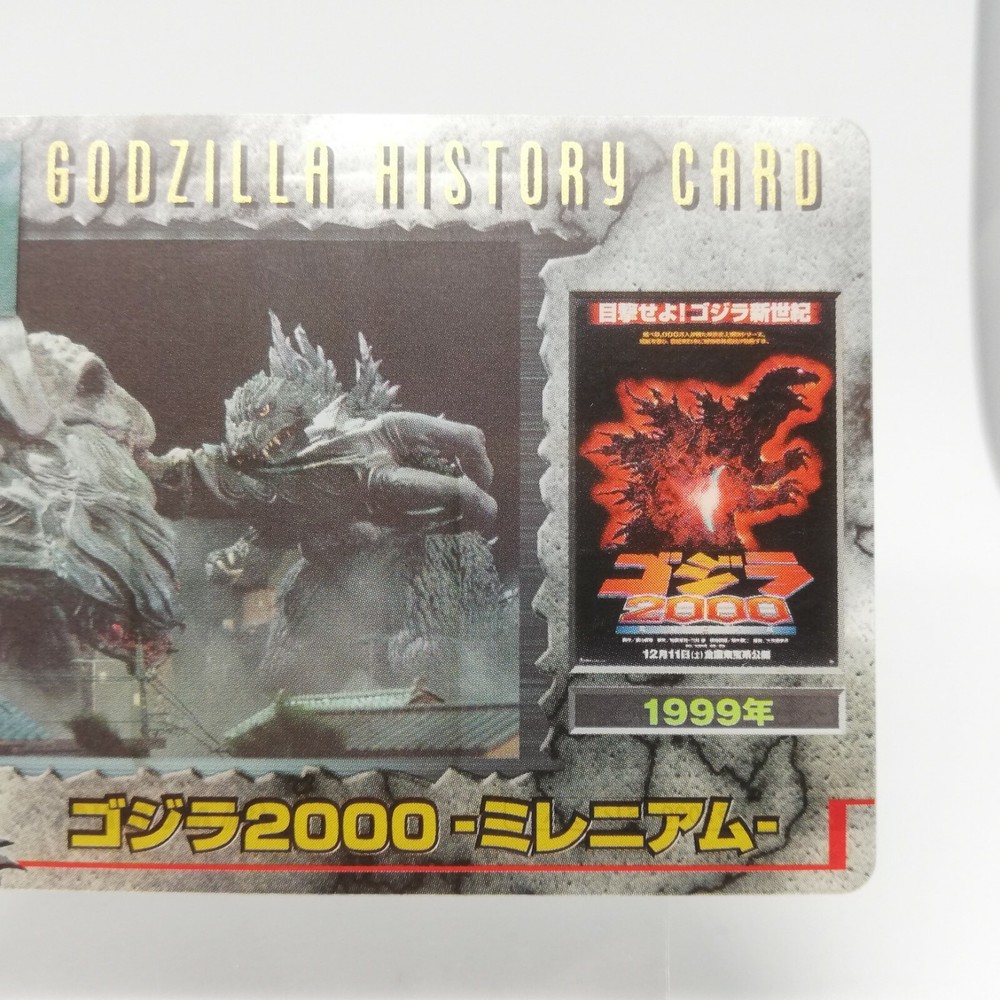 GODZILLA HISTORY CARD
目撃せよ!ゴジラ新世紀
ゴジラ
2000
12月11日(土)全国東宝系公開
1999年
ゴジラ2000 -ミレニアム-